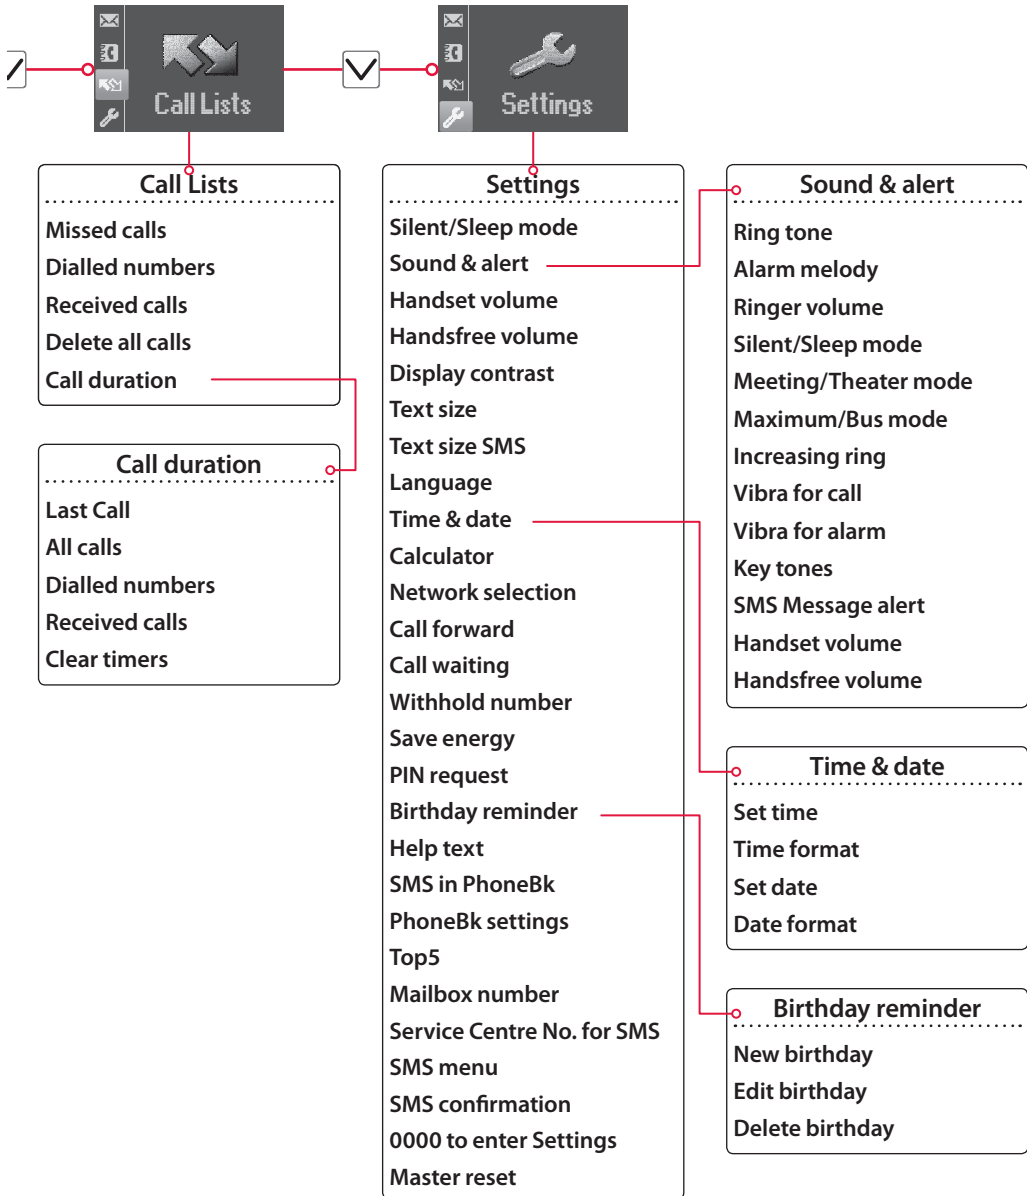 Call Lists
Settings
Call Lists
Missed calls
Dialled numbers
Received calls
Delete all calls
Call duration
Call duration
Last Call
All calls
Dialled numbers
Received calls
Clear timers
Settings
Silent/Sleep mode
Sound & alert
Handset volume
Handsfree volume
Display contrast
Text size
Text size SMS
Language
Time & date
Calculator
Network selection
Call forward
Call waiting
Withhold number
Save energy
PIN request
Birthday reminder
Help text
SMS in PhoneBk
PhoneBk settings
Top5
Mailbox number
Service Centre No. for SMS
SMS menu
SMS confirmation
0000 to enter Settings
Master reset
Sound & alert
Ring tone
Alarm melody
Ringer volume
Silent/Sleep mode
Meeting/Theater mode
Maximum/Bus mode
Increasing ring
Vibra for call
Vibra for alarm
Key tones
SMS Message alert
Handset volume
Handsfree volume
Time & date
Set time
Time format
Set date
Date format
Birthday reminder
New birthday
Edit birthday
Delete birthday